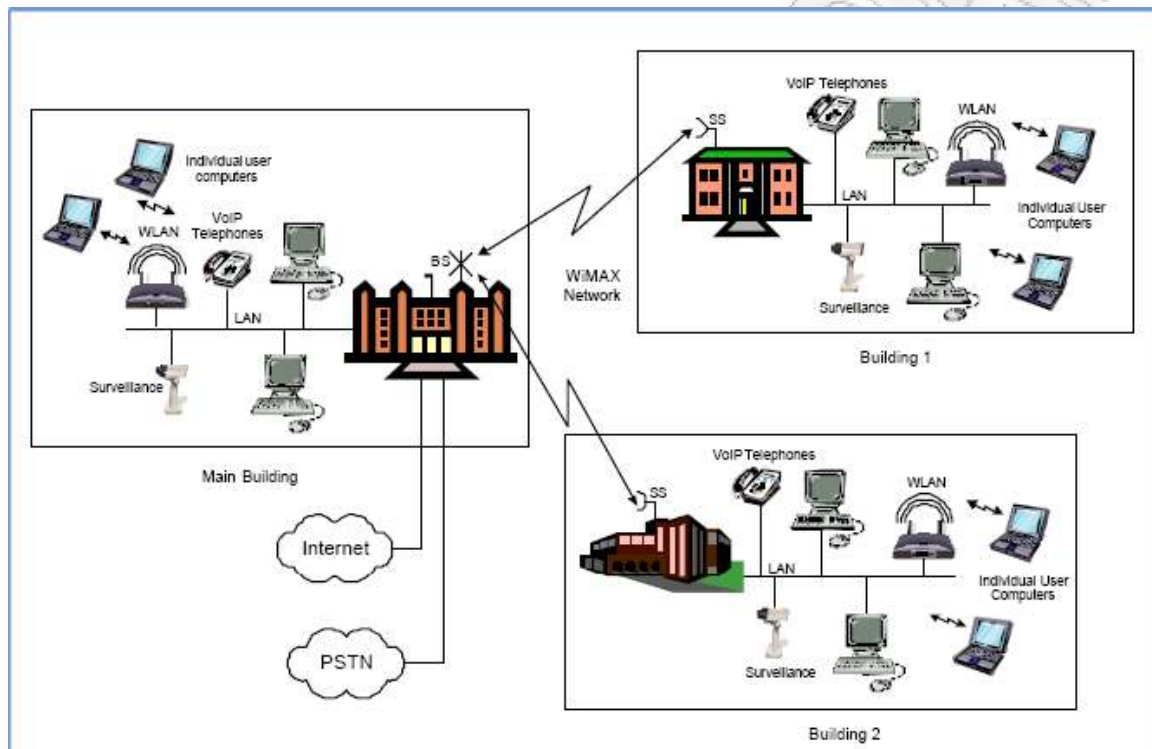 Individual user
computers
VoIP
Telephones
WLAN
BS
LAN
Surveillance
Main Building
Internet
PSTN
WiMAX
Network
VoIP Telephones
SS
WLAN
LAN
Individual User
Computers
Surveillance
Building 1
VoIP Telephones
SS
WLAN
LAN
Individual User
Computers
Surveillance
Building 2